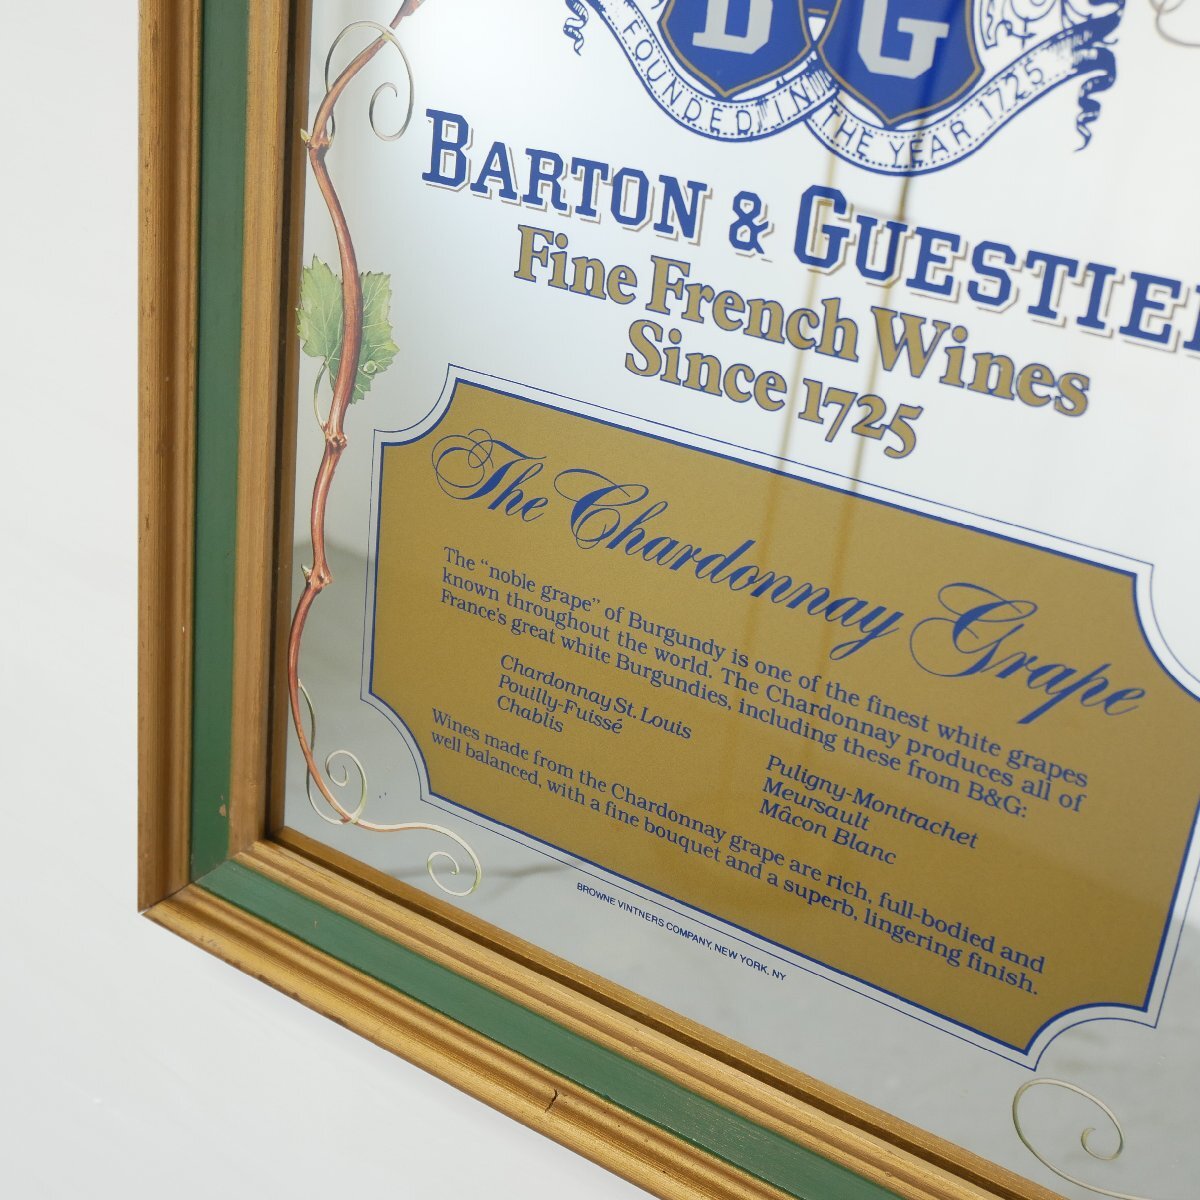 B G
FOUNDED IN THE YEAR 1725
BARTON & GUESTIE
Fine French Wines
Since 1725
The Chardonnay Grape
The “noble grape” of Burgundy is one of the finest white grapes
known throughout the world. The Chardonnay produces all of
France's great white Burgundies, including these from B&G:
Chardonnay St. Louis
Pouilly-Fuissé
Chablis
Puligny-Montrachet
Meursault
Mâcon Blanc
Wines made from the Chardonnay grape are rich, full-bodied and
well balanced, with a fine bouquet and a superb, lingering finish.
BROWNE VINTNERS COMPANY, NEW YORK, NY